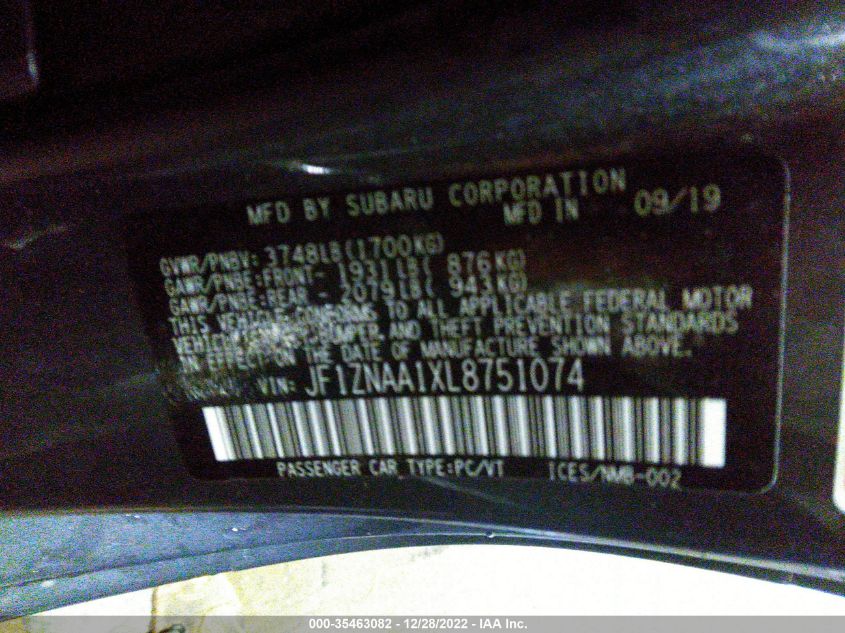 MFD BY SUBARU CORPORATION
MFD IN 09/19
GVWR/PNBV: 3748LB(1700KG)
GAWR/PNBE:FRONT- 1931LB( 876KG)
GAWR/PNBE:REAR - 2079LB( 943KG)
THIS VEHICLE CONFORMS TO ALL APPLICABLE FEDERAL MOTOR
VEHICLE BUMPER, AND THEFT PREVENTION STANDARDS
IN EFFECT ON THE DATE OF MANUFACTURE SHOWN ABOVE.
VIN: JF1ZNAA1XL8751074
PASSENGER CAR TYPE:PC/VT ICES/NMB-002
000-35463082 - 12/28/2022 - IAA Inc.